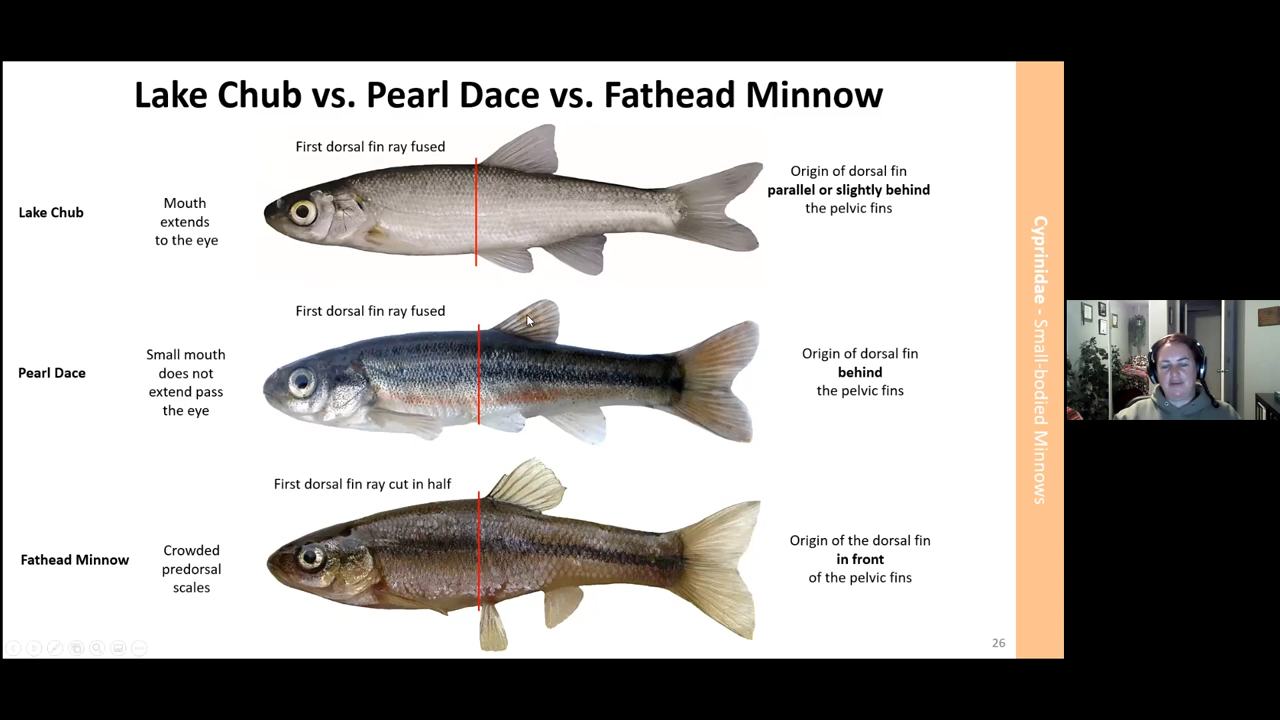 Lake Chub vs. Pearl Dace vs. Fathead Minnow
First dorsal fin ray fused
Lake Chub
Mouth
extends
to the eye
Origin of dorsal fin
parallel or slightly behind
the pelvic fins
First dorsal fin ray fused
Pearl Dace
Small mouth
does not
extend pass
the eye
Origin of dorsal fin
behind
the pelvic fins
First dorsal fin ray cut in half
Fathead Minnow
Crowded
predorsal
scales
Origin of the dorsal fin
in front
of the pelvic fins
26
Cyprinidae - Small-bodied Minnows